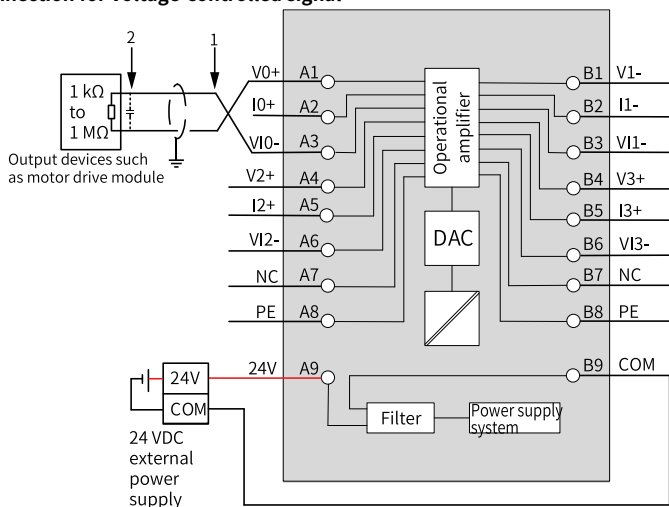 nnection for voltage-controlled signal
2
1
1 kΩ
to
1 MΩ
Output devices such
as motor drive module
V0+ A1
I0+ A2
VI0- A3
V2+ A4
I2+ A5
VI2- A6
NC A7
PE A8
24V A9
Operational
amplifier
DAC
Filter
Power supply
system
B1 V1-
B2 I1-
B3 VI1-
B4 V3+
B5 I3+
B6 VI3-
B7 NC
B8 PE
B9 COM
24V
COM
24 VDC
external
power
supply